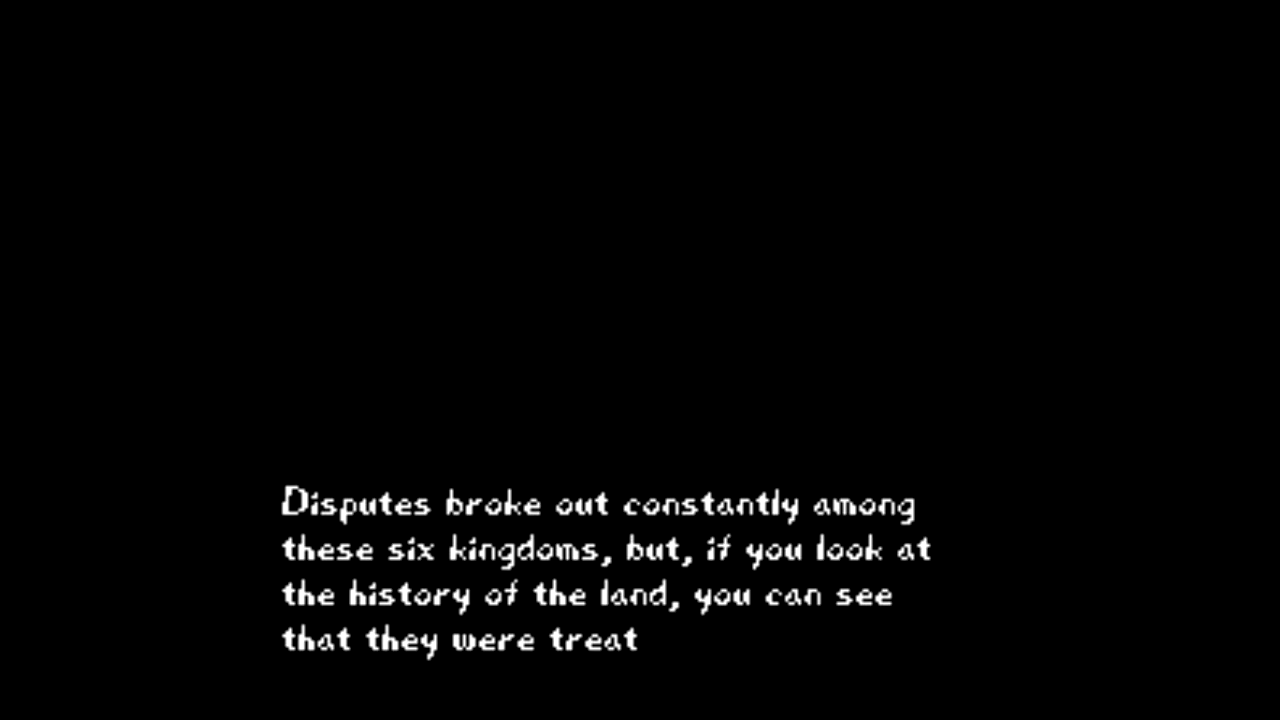 Disputes broke out constantly among
these six kingdoms, but, if you look at
the history of the land, you can see
that they were treat